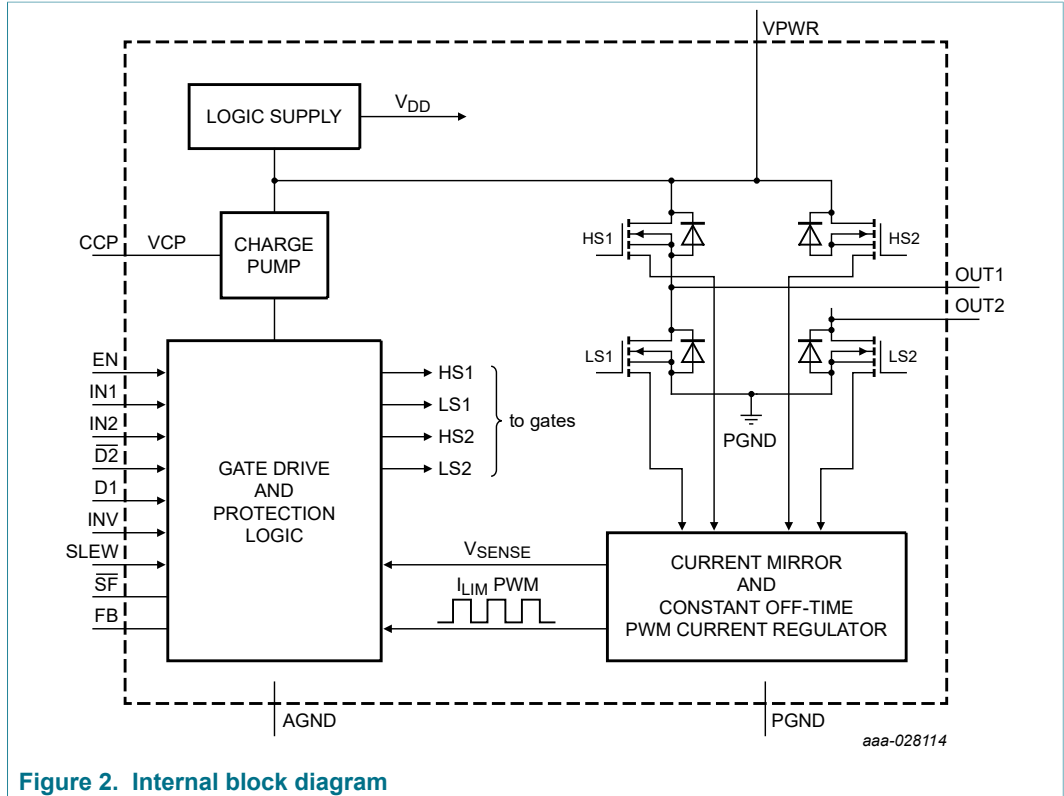 VPWR
LOGIC SUPPLY
VDD
CCP
VCP
CHARGE
PUMP
HS1
HS2
OUT1
OUT2
LS1
LS2
PGND
EN
IN1
IN2
D2
D1
INV
SLEW
SF
FB
GATE DRIVE
AND
PROTECTION
LOGIC
HS1
LS1
HS2
LS2
to gates
VSENSE
ILIM PWM
CURRENT MIRROR
AND
CONSTANT OFF-TIME
PWM CURRENT REGULATOR
AGND
PGND
aaa-028114
Figure 2. Internal block diagram